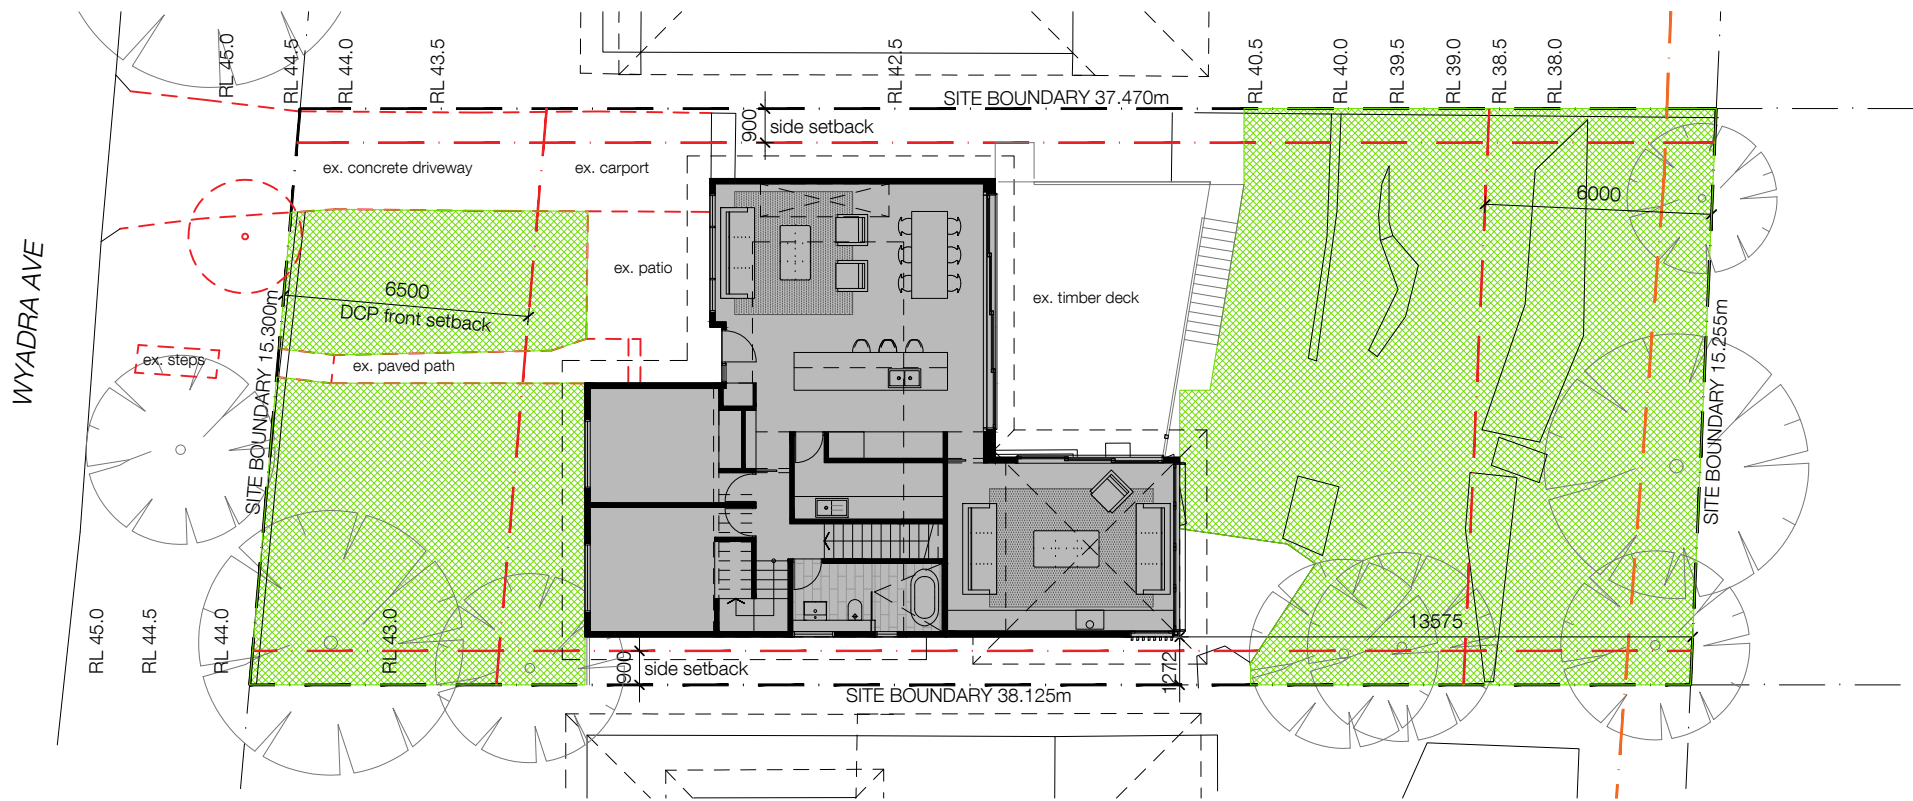 RL 45.0
RL 44.5
RL 44.0
RL 43.5
RL 42.5
RL 40.5
RL 40.0
RL 39.5
RL 39.0
RL 38.5
RL 38.0
SITE BOUNDARY 37.470m
900
side setback
ex. concrete driveway
ex. carport
6000
WYADRA AVE
ex. patio
6500
DCP front setback
ex. timber deck
ex. steps
ex. paved path
SITE BOUNDARY 15.300m
SITE BOUNDARY 15.255m
RL 45.0
RL 44.5
RL 44.0
RL 43.0
13575
900
side setback
1272
SITE BOUNDARY 38.125m